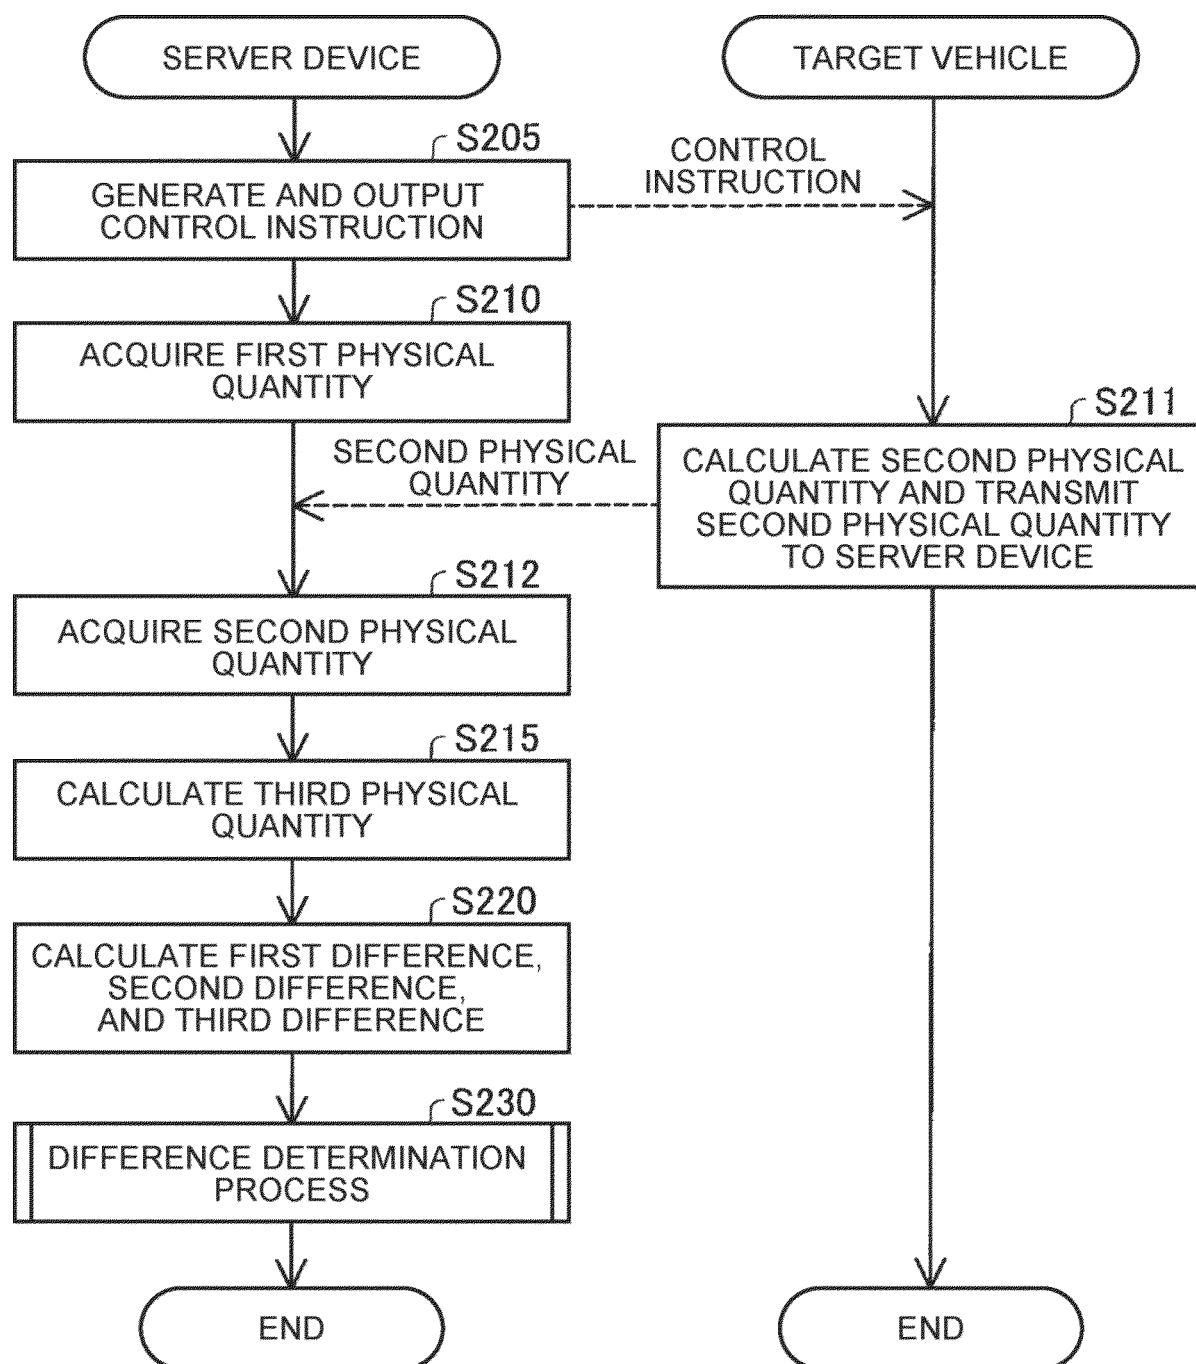 SERVER DEVICE
TARGET VEHICLE
S205
GENERATE AND OUTPUT
CONTROL INSTRUCTION
CONTROL
INSTRUCTION
S210
ACQUIRE FIRST PHYSICAL
QUANTITY
S211
CALCULATE SECOND PHYSICAL
QUANTITY AND TRANSMIT
SECOND PHYSICAL QUANTITY
TO SERVER DEVICE
SECOND PHYSICAL
QUANTITY
S212
ACQUIRE SECOND PHYSICAL
QUANTITY
S215
CALCULATE THIRD PHYSICAL
QUANTITY
S220
CALCULATE FIRST DIFFERENCE,
SECOND DIFFERENCE,
AND THIRD DIFFERENCE
S230
DIFFERENCE DETERMINATION
PROCESS
END
END